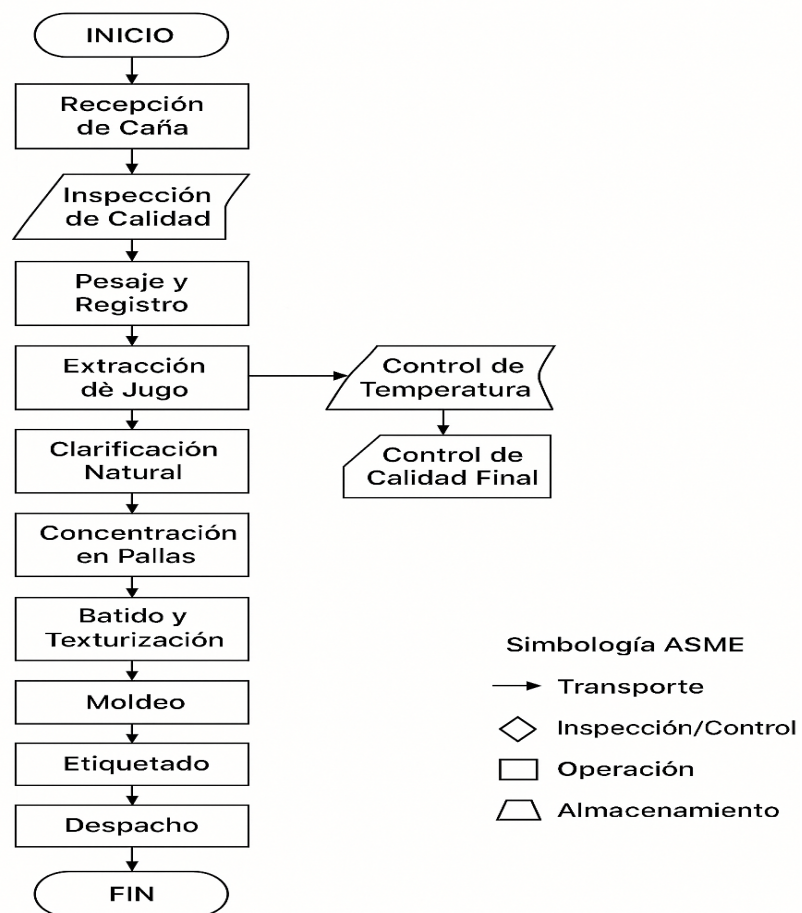 INICIO
Recepción
de Caña
Inspección
de Calidad
Pesaje y
Registro
Extracción
dè Jugo
Control de
Temperatura
Clarificación
Natural
Control de
Calidad Final
Concentración
en Pallas
Batido y
Texturización
Moldeo
Etiquetado
Despacho
FIN
Simbología ASME
Transporte
Inspección/Control
Operación
Almacenamiento